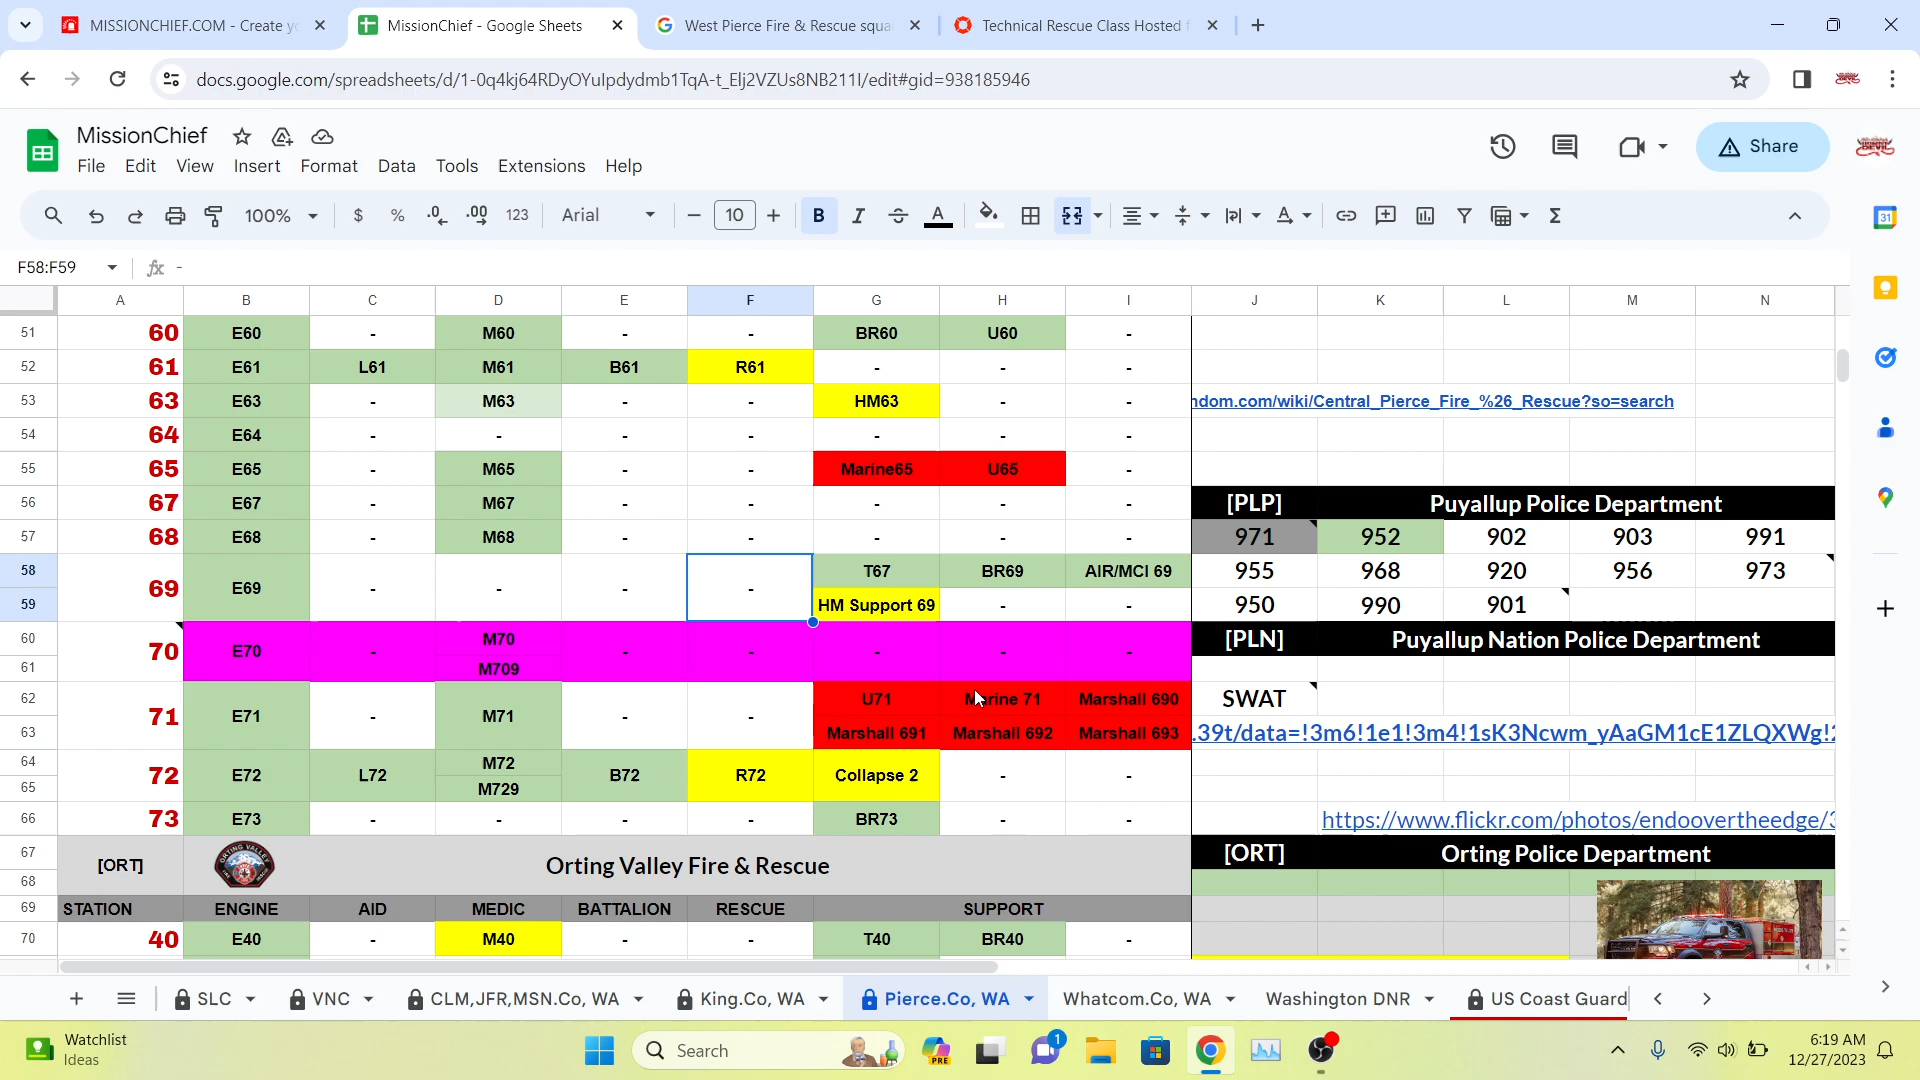 MISSIONCHIEF.COM - Create yo
MissionChief - Google Sheets
West Pierce Fire & Rescue squa
Technical Rescue Class Hosted f
docs.google.com/spreadsheets/d/1-0q4kj64RDyOYuIpdydmb1TqA-t_Elj2VZUs8NB211I/edit#gid=938185946
MissionChief
File Edit View Insert Format Data Tools Extensions Help
Share
100% $ % .0 .00 123 Arial 10 B I S A
F58:F59 fx -
A B C D E F G H I J K L M N
51 60 E60 - M60 - - BR60 U60 -
52 61 E61 L61 M61 B61 R61 - - -
53 63 E63 - M63 - - HM63 - - ndom.com/wiki/Central_Pierce_Fire_%26_Rescue?so=search
54 64 E64 - - - - - - -
55 65 E65 - M65 - - Marine65 U65 -
56 67 E67 - M67 - - - - - [PLP] Puyallup Police Department
57 68 E68 - M68 - - - - - 971 952 902 903 991
58 69 E69 - - - - T67 BR69 AIR/MCI 69 955 968 920 956 973
59 HM Support 69 - - 950 990 901
60 70 E70 - M70 - - - - - [PLN] Puyallup Nation Police Department
61 M709
62 71 E71 - M71 - - U71 Marine 71 Marshall 690 SWAT
63 Marshall 691 Marshall 692 Marshall 693 .39t/data=!3m6!1e1!3m4!1sK3Ncwm_yAaGM1cE1ZLQXWg!2
64 72 E72 L72 M72 B72 R72 Collapse 2 - -
65 M729
66 73 E73 - - - - BR73 - - https://www.flickr.com/photos/endoovertheedge/3
67 [ORT] Orting Valley Fire & Rescue [ORT] Orting Police Department
68
69 STATION ENGINE AID MEDIC BATTALION RESCUE SUPPORT
70 40 E40 - M40 - - T40 BR40 -
SLC VNC CLM,JFR,MSN.Co, WA King.Co, WA Pierce.Co, WA Whatcom.Co, WA Washington DNR US Coast Guard
Watchlist
Ideas
Search
PRE
1
6:19 AM
12/27/2023